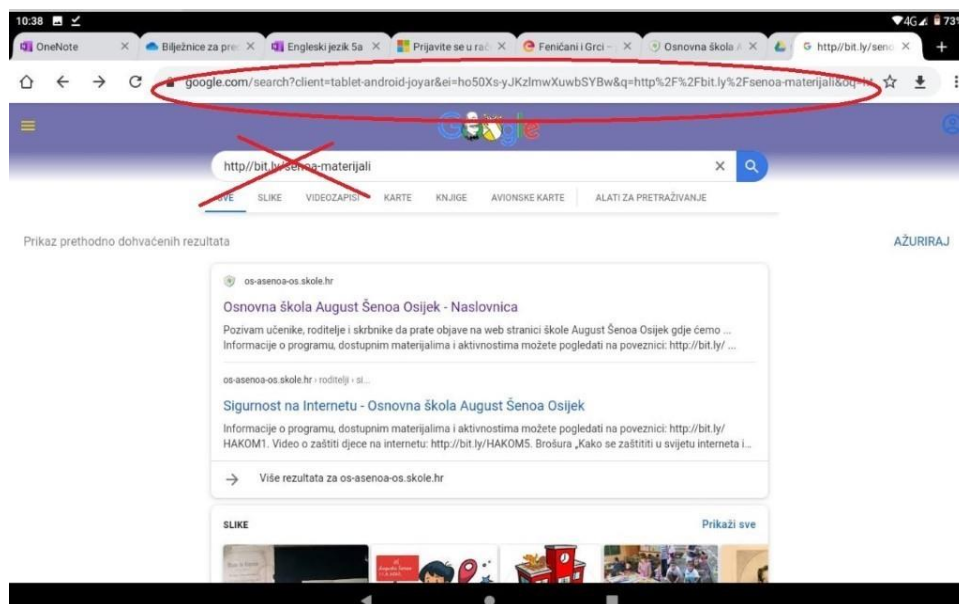 10:38 4G 73%
OneNote Bilježnice za pre Engleski jezik 5a Prijavite se u rač Feničani i Grci – Osnovna škola A http//bit.ly/seno
google.com/search?client=tablet-android-joyar&ei=ho50Xs-yJKzlmwXuwbSYBw&q=http%2F%2Fbit.ly%2Fsenoa-materijali&oq=ht
Google
http//bit.ly/senoa-materijali
SVE SLIKE VIDEOZAPISI KARTE KNJIGE AVIONSKE KARTE ALATI ZA PRETRAŽIVANJE
Prikaz prethodno dohvaćenih rezultata AŽURIRAJ
os-asenoa-os.skole.hr
Osnovna škola August Šenoa Osijek - Naslovnica
Pozivam učenike, roditelje i skrbnike da prate objave na web stranici škole August Šenoa Osijek gdje ćemo ...
Informacije o programu, dostupnim materijalima i aktivnostima možete pogledati na poveznici: http://bit.ly/ ...
os-asenoa-os.skole.hr › roditelji › si...
Sigurnost na Internetu - Osnovna škola August Šenoa Osijek
Informacije o programu, dostupnim materijalima i aktivnostima možete pogledati na poveznici: http://bit.ly/
HAKOM1. Video o zaštiti djece na internetu: http://bit.ly/HAKOM5. Brošura „Kako se zaštititi u svijetu interneta i...
Više rezultata za os-asenoa-os.skole.hr
SLIKE Prikaži sve